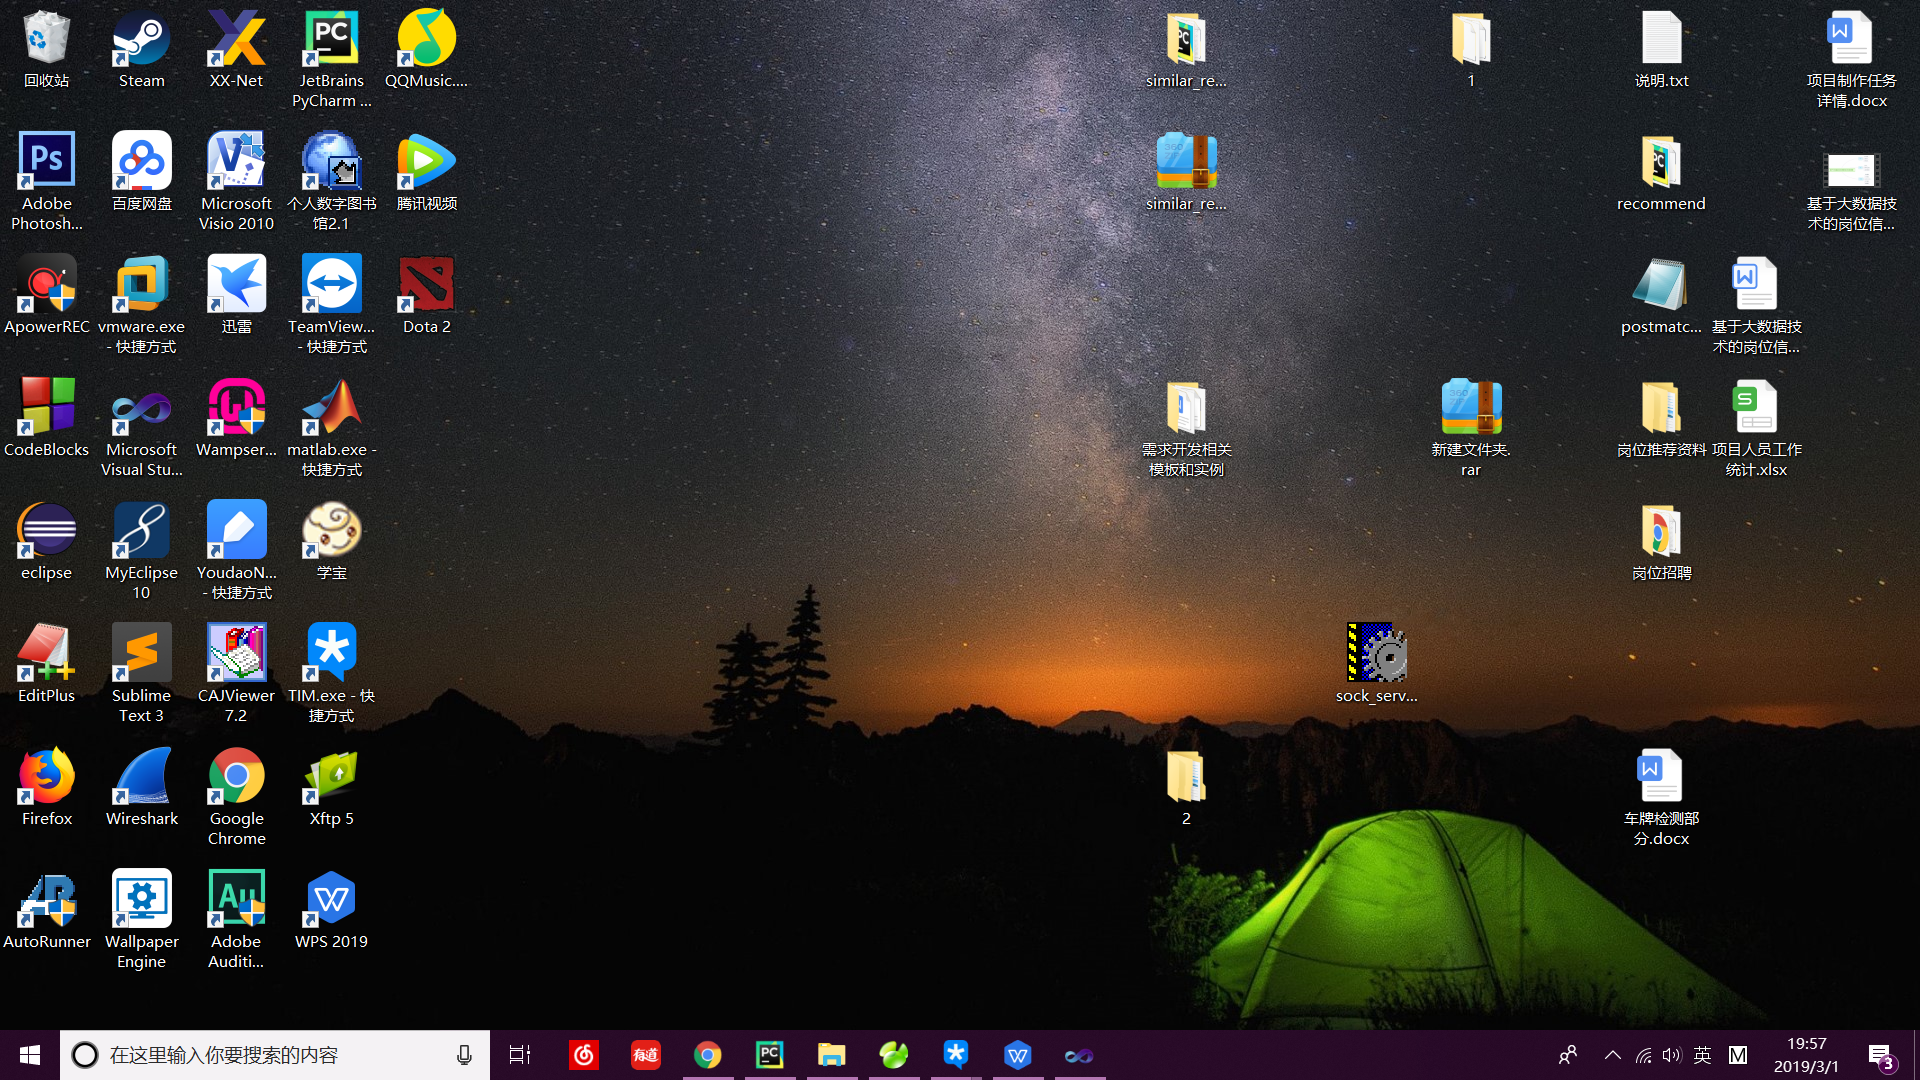 回收站
Steam
XX-Net
JetBrains
PyCharm ...
QQMusic....
similar_re...
1
说明.txt
项目制作任务
详情.docx
Adobe
Photosh...
百度网盘
Microsoft
Visio 2010
个人数字图书
馆2.1
腾讯视频
similar_re...
recommend
基于大数据技
术的岗位信...
ApowerREC
vmware.exe
- 快捷方式
迅雷
TeamView...
- 快捷方式
Dota 2
postmatc...
基于大数据技
术的岗位信...
CodeBlocks
Microsoft
Visual Stu...
Wampser...
matlab.exe -
快捷方式
需求开发相关
模板和实例
新建文件夹.
rar
岗位推荐资料
项目人员工作
统计.xlsx
eclipse
MyEclipse
10
YoudaoN...
- 快捷方式
学宝
岗位招聘
EditPlus
Sublime
Text 3
CAJViewer
7.2
TIM.exe - 快
捷方式
sock_serv...
Firefox
Wireshark
Google
Chrome
Xftp 5
2
车牌检测部
分.docx
AutoRunner
Wallpaper
Engine
Adobe
Auditi...
WPS 2019
在这里输入你要搜索的内容
有道
英
M
19:57
2019/3/1
3